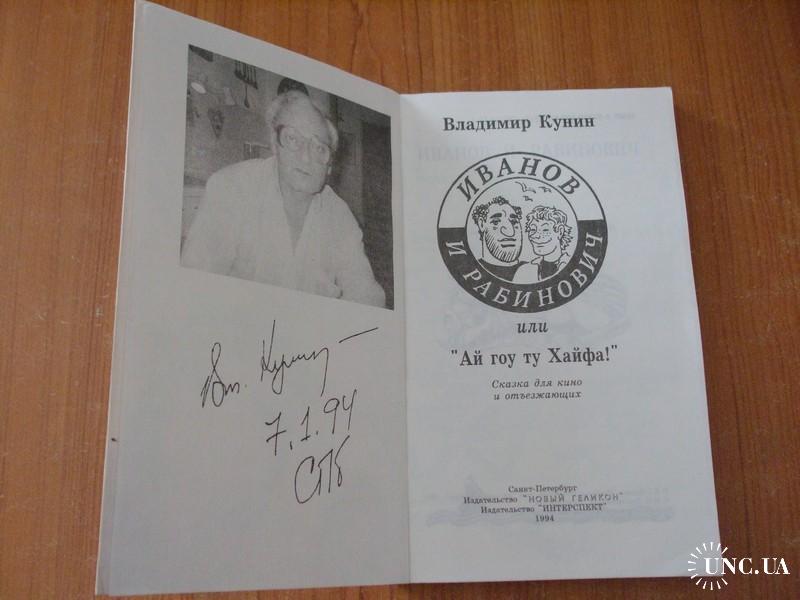 Вл. Кунин
7.1.94
СПб
Владимир Кунин
ИВАНОВ
И РАБИНОВИЧ
или
"Ай гоу ту Хайфа!"
Сказка для кино
и отъезжающих
Санкт-Петербург
Издательство "НОВЫЙ ГЕЛИКОН"
Издательство "ИНТЕРСПЕКТ"
1994
UNC.UA